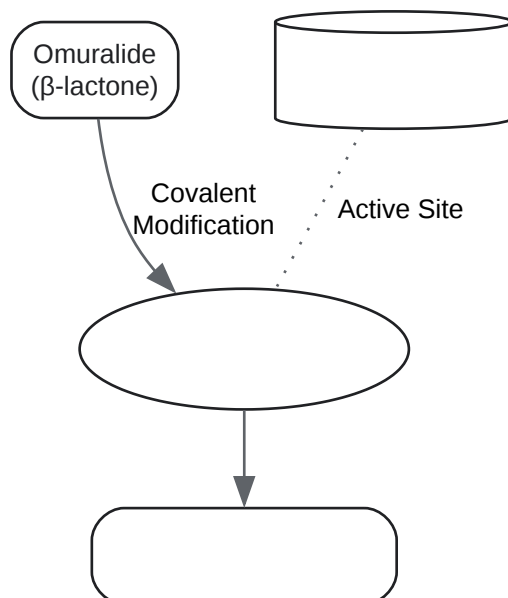 Omuralide
(β-lactone)
Covalent
Modification
Active Site